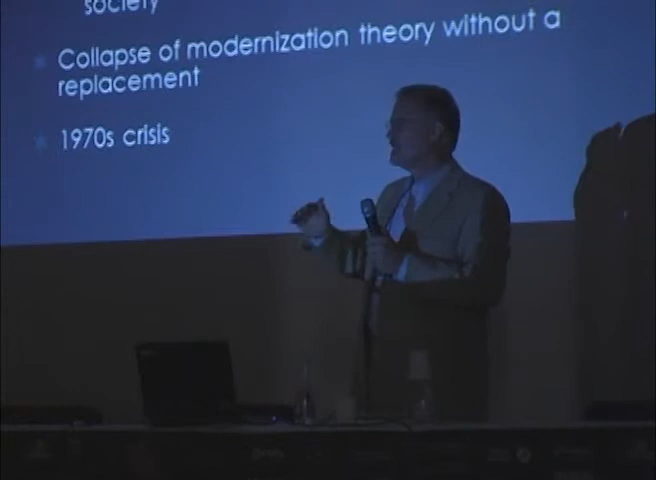 society
Collapse of modernization theory without a
replacement
1970s crisis